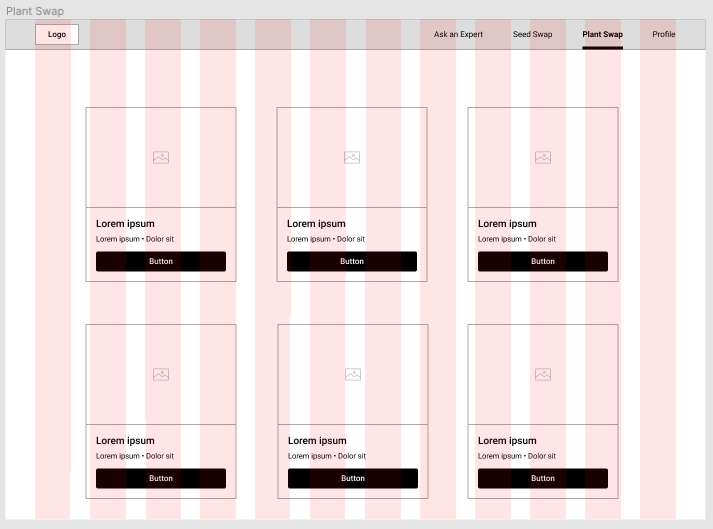 Plant Swap
Logo Ask an Expert Seed Swap Plant Swap Profile
Lorem ipsum Lorem ipsum Lorem ipsum
Lorem ipsum • Dolor sit Lorem ipsum • Dolor sit Lorem ipsum • Dolor sit
Button Button Button
Lorem ipsum Lorem ipsum Lorem ipsum
Lorem ipsum • Dolor sit Lorem ipsum • Dolor sit Lorem ipsum • Dolor sit
Button Button Button